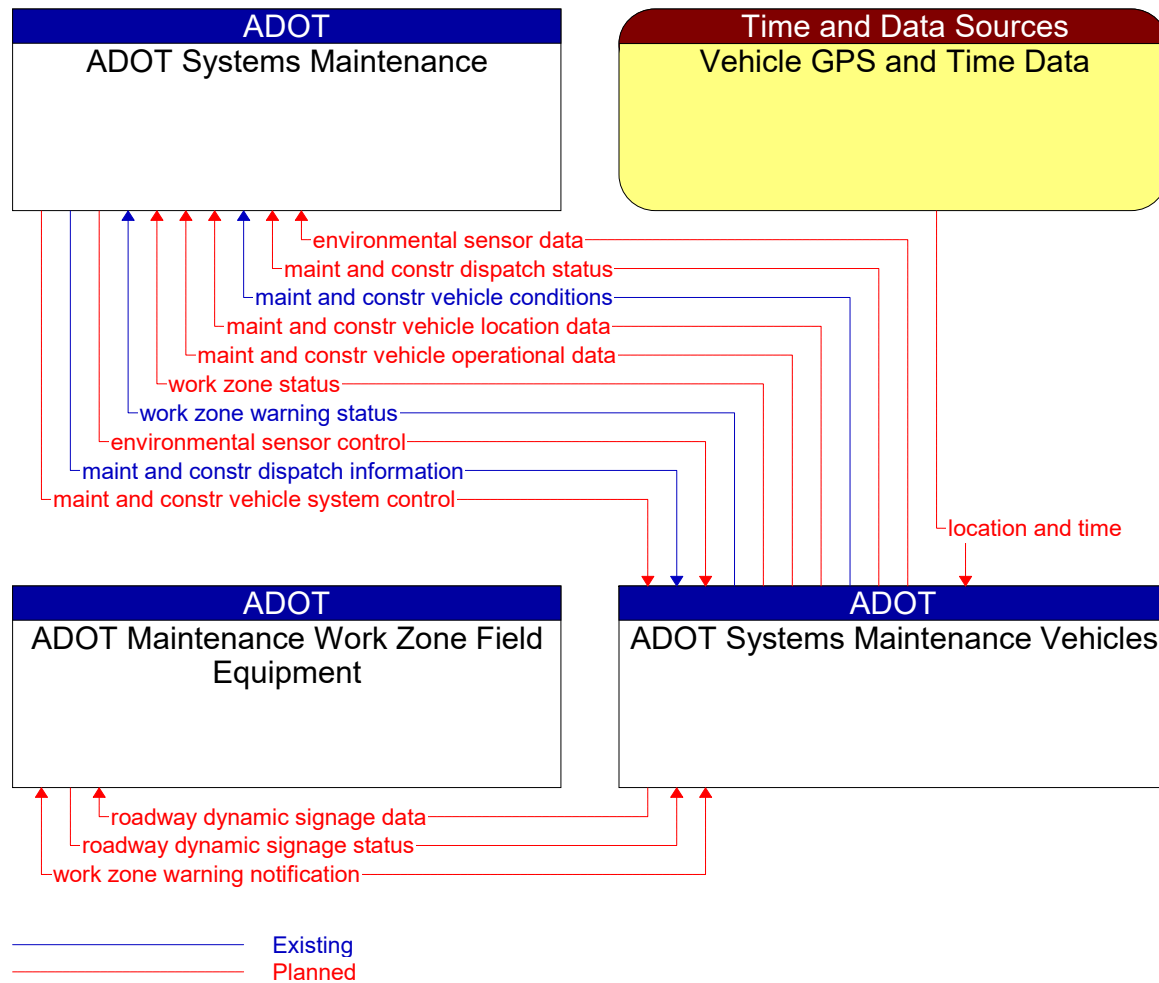 ADOT
ADOT Systems Maintenance
Time and Data Sources
Vehicle GPS and Time Data
environmental sensor data
maint and constr dispatch status
maint and constr vehicle conditions
maint and constr vehicle location data
maint and constr vehicle operational data
work zone status
work zone warning status
environmental sensor control
maint and constr dispatch information
maint and constr vehicle system control
location and time
ADOT
ADOT Maintenance Work Zone Field
Equipment
ADOT
ADOT Systems Maintenance Vehicles
roadway dynamic signage data
roadway dynamic signage status
work zone warning notification
Existing
Planned